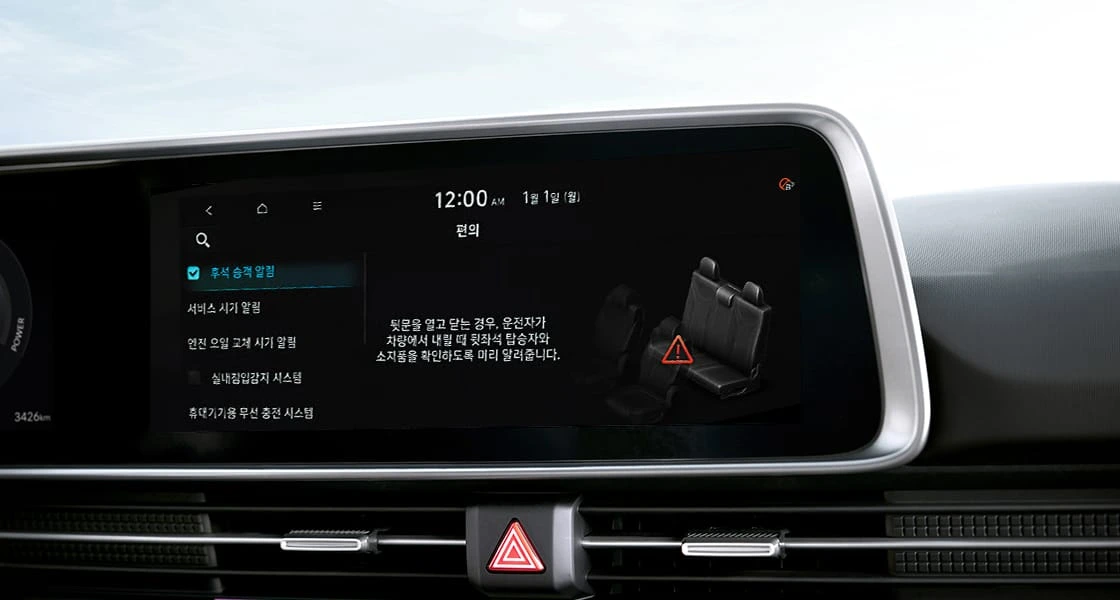 12:00 AM 1월 1일 (월)
편의
후석 승객 알림
서비스 시기 알림
엔진 오일 교체 시기 알림
실내침입감지 시스템
휴대기기용 무선 충전 시스템
뒷문을 열고 닫는 경우, 운전자가
차량에서 내릴 때 뒷좌석 탑승자와
소지품을 확인하도록 미리 알려줍니다.
POWER
3426km